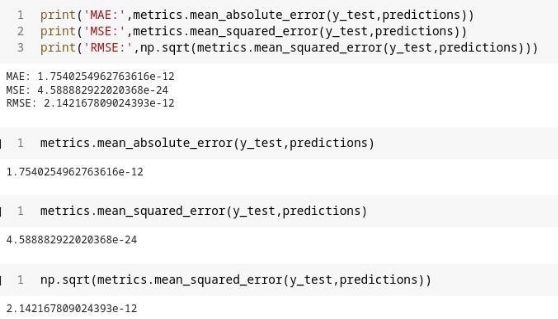 1 print('MAE:',metrics.mean_absolute_error(y_test,predictions))
2 print('MSE:',metrics.mean_squared_error(y_test,predictions))
3 print('RMSE:',np.sqrt(metrics.mean_squared_error(y_test,predictions)))
MAE: 1.7540254962763616e-12
MSE: 4.588882922020368e-24
RMSE: 2.142167809024393e-12
1 metrics.mean_absolute_error(y_test,predictions)
1.7540254962763616e-12
1 metrics.mean_squared_error(y_test,predictions)
4.588882922020368e-24
1 np.sqrt(metrics.mean_squared_error(y_test,predictions))
2.142167809024393e-12